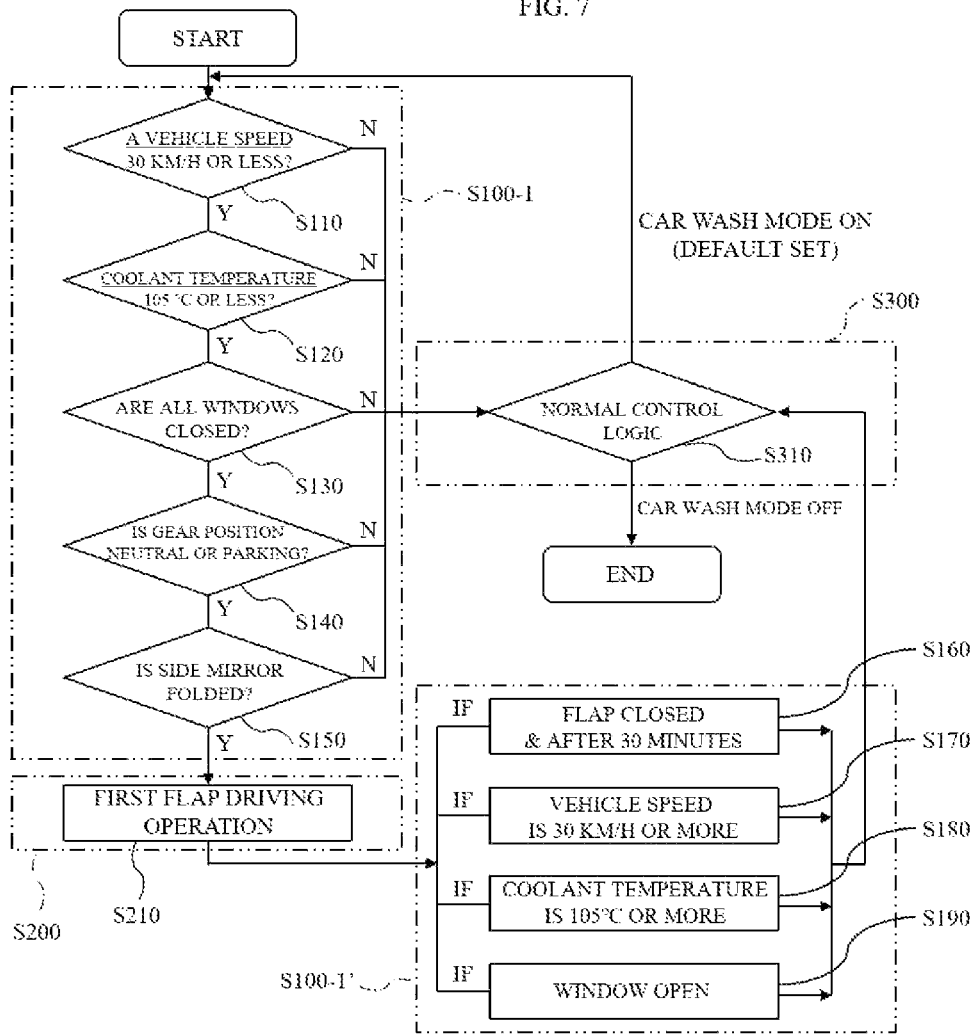 FIG. 7
START
A VEHICLE SPEED
30 KM/H OR LESS?
N
S110
Y
S100-1
COOLANT TEMPERATURE
105 °C OR LESS?
N
S120
Y
ARE ALL WINDOWS
CLOSED?
N
S130
Y
IS GEAR POSITION
NEUTRAL OR PARKING?
N
S140
Y
IS SIDE MIRROR
FOLDED?
N
S150
Y
FIRST FLAP DRIVING
OPERATION
S200
S210
CAR WASH MODE ON
(DEFAULT SET)
S300
NORMAL CONTROL
LOGIC
S310
CAR WASH MODE OFF
END
IF
FLAP CLOSED
& AFTER 30 MINUTES
S160
IF
VEHICLE SPEED
IS 30 KM/H OR MORE
S170
IF
COOLANT TEMPERATURE
IS 105°C OR MORE
S180
IF
WINDOW OPEN
S190
S100-1'